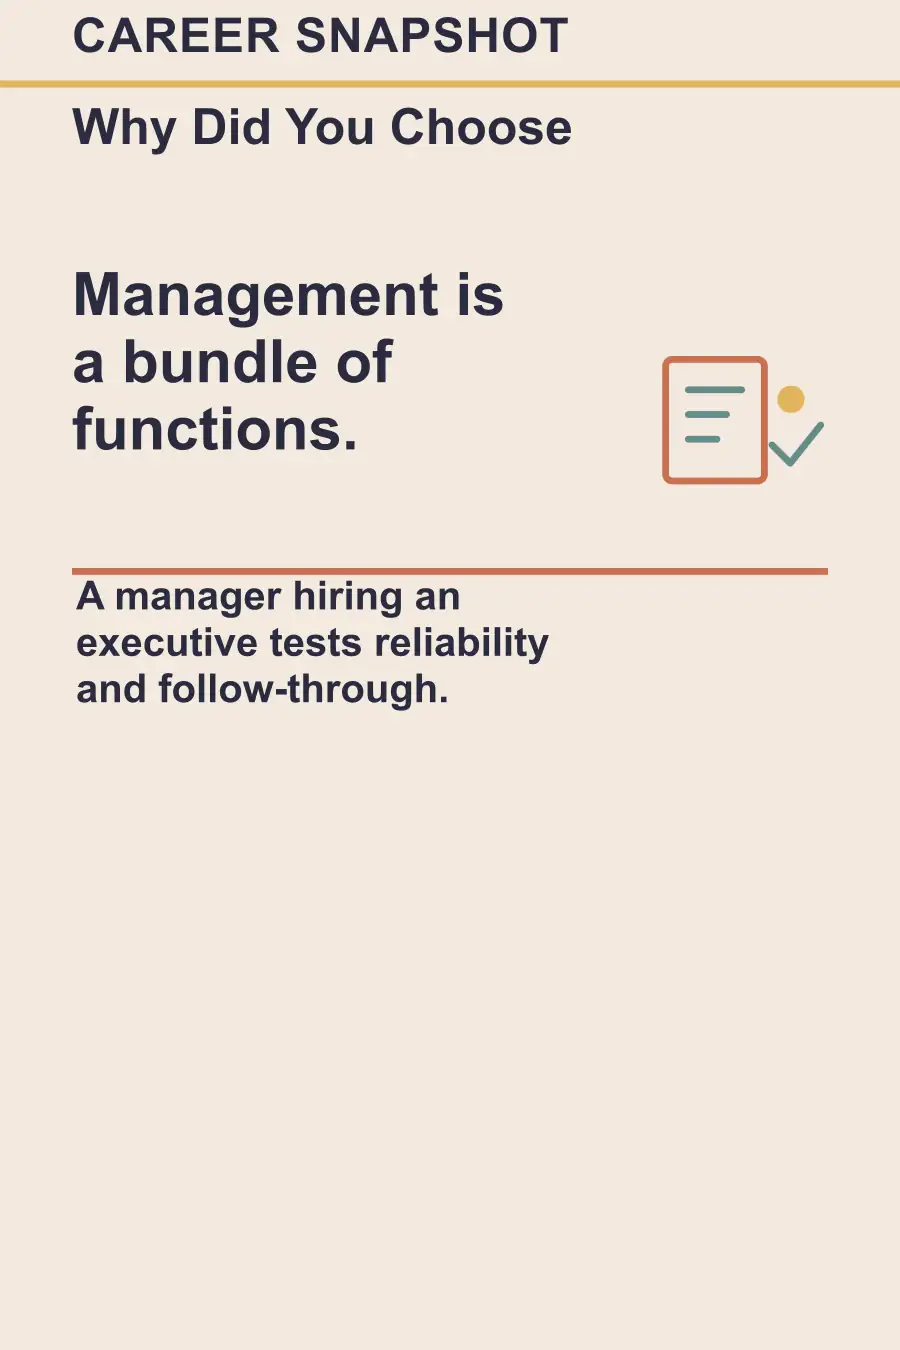 CAREER SNAPSHOT
Why Did You Choose
Management is
a bundle of
functions.
A manager hiring an
executive tests reliability
and follow-through.